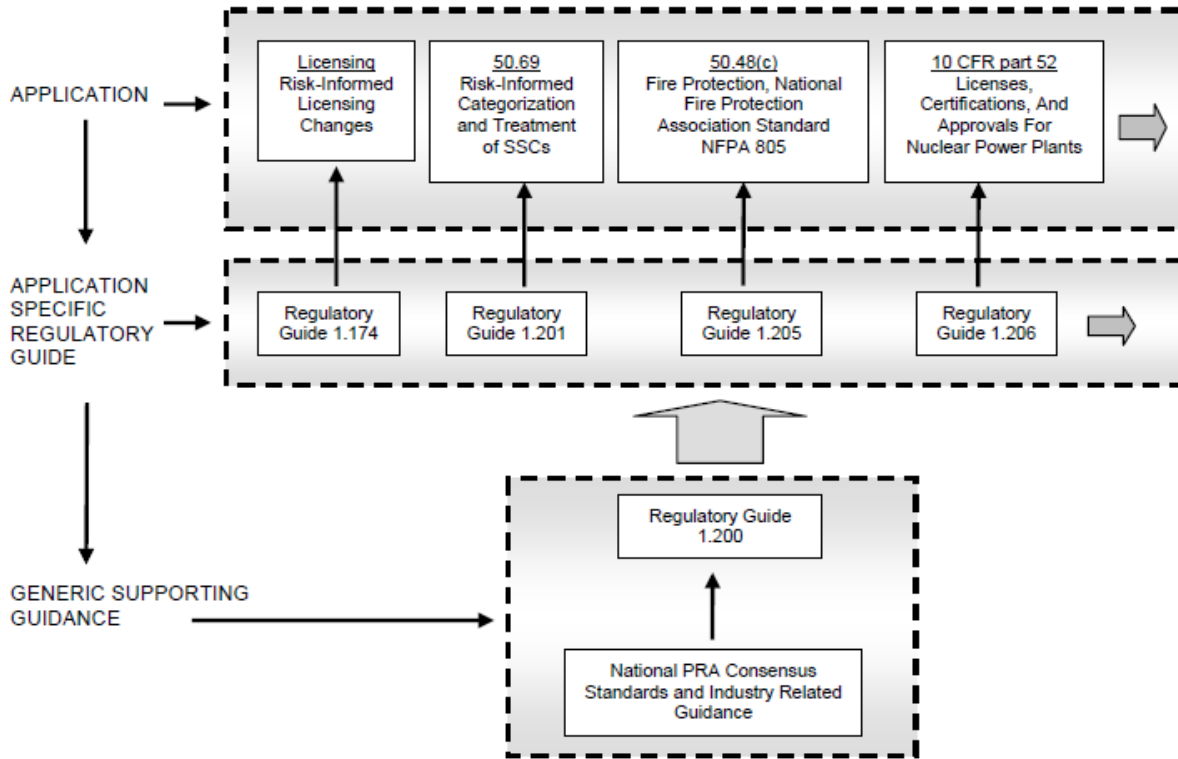 APPLICATION
Licensing
Risk-Informed
Licensing
Changes
50.69
Risk-Informed
Categorization
and Treatment
of SSCs
50.48(c)
Fire Protection, National
Fire Protection
Association Standard
NFPA 805
10 CFR part 52
Licenses,
Certifications, And
Approvals For
Nuclear Power Plants
APPLICATION
SPECIFIC
REGULATORY
GUIDE
Regulatory
Guide 1.174
Regulatory
Guide 1.201
Regulatory
Guide 1.205
Regulatory
Guide 1.206
GENERIC SUPPORTING
GUIDANCE
Regulatory Guide
1.200
National PRA Consensus
Standards and Industry Related
Guidance